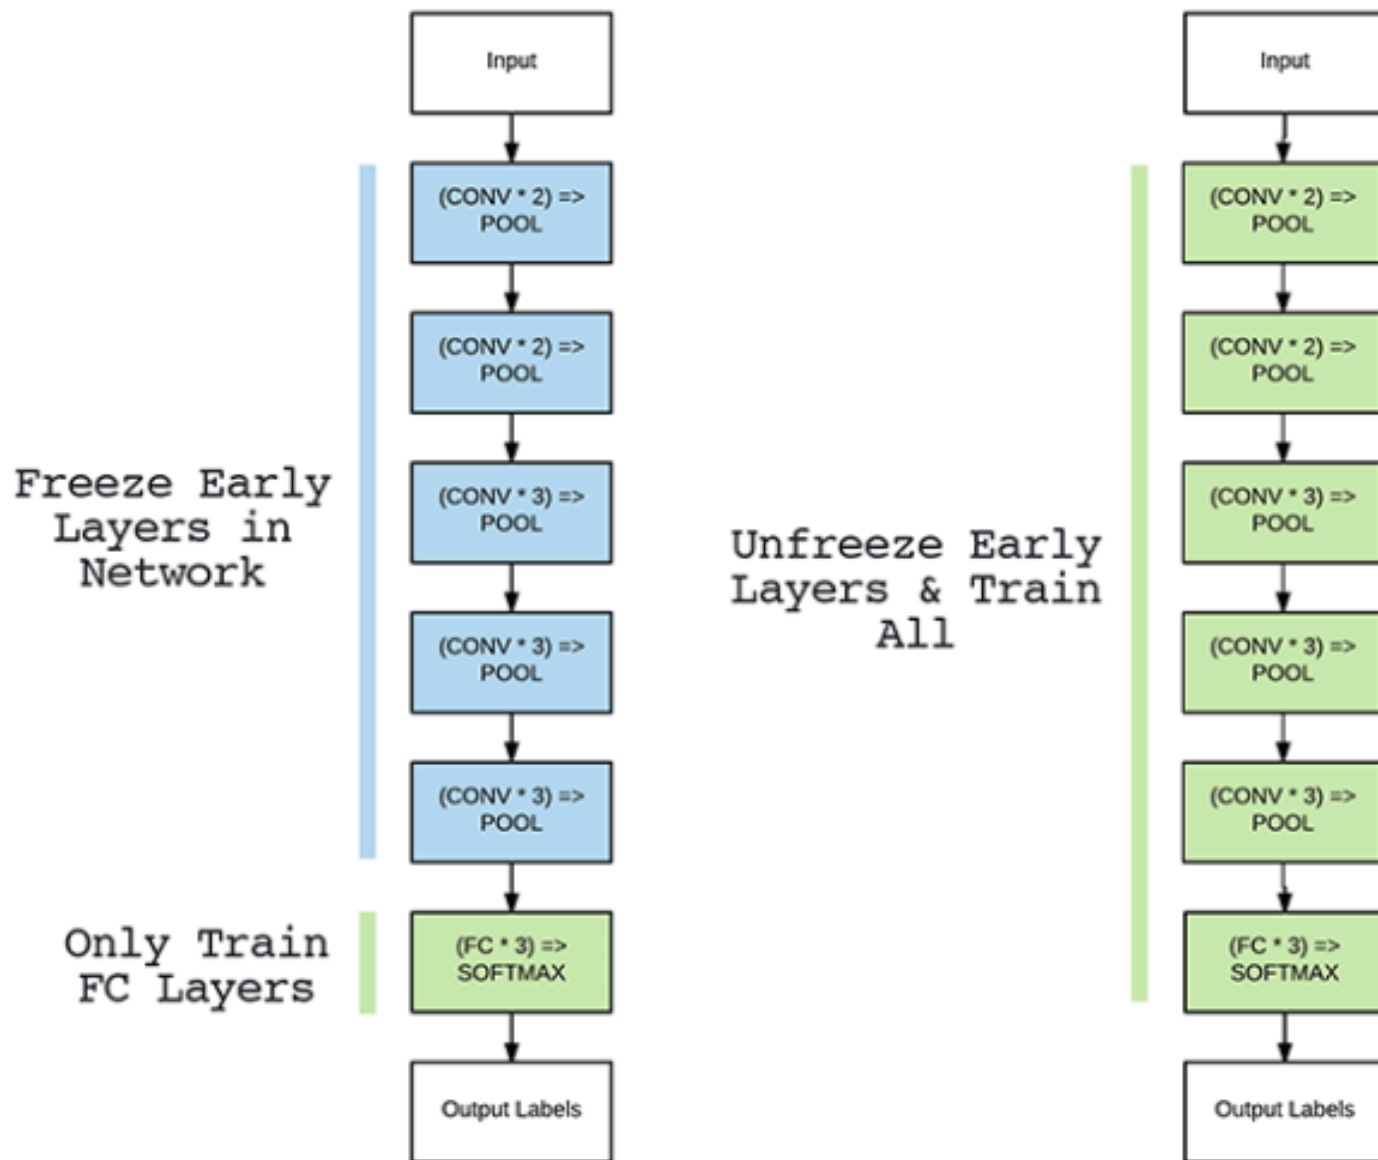 Input
(CONV * 2) =>
POOL
(CONV * 2) =>
POOL
(CONV * 3) =>
POOL
(CONV * 3) =>
POOL
(CONV * 3) =>
POOL
(FC * 3) =>
SOFTMAX
Output Labels
Freeze Early
Layers in
Network
Only Train
FC Layers
Input
(CONV * 2) =>
POOL
(CONV * 2) =>
POOL
(CONV * 3) =>
POOL
(CONV * 3) =>
POOL
(CONV * 3) =>
POOL
(FC * 3) =>
SOFTMAX
Output Labels
Unfreeze Early
Layers & Train
All